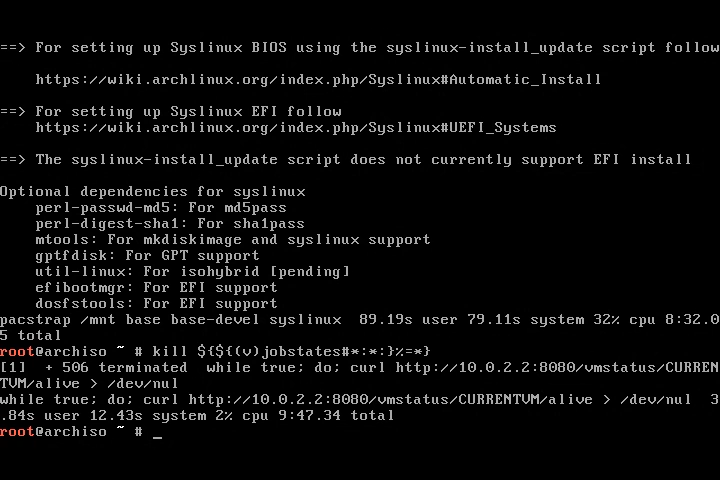 ==> For setting up Syslinux BIOS using the syslinux-install_update script follow
https://wiki.archlinux.org/index.php/Syslinux#Automatic_Install
==> For setting up Syslinux EFI follow
https://wiki.archlinux.org/index.php/Syslinux#UEFI_Systems
==> The syslinux-install_update script does not currently support EFI install
Optional dependencies for syslinux
perl-passwd-md5: For md5pass
perl-digest-sha1: For sha1pass
mtools: For mkdiskimage and syslinux support
gptfdisk: For GPT support
util-linux: For isohybrid [pending]
efibootmgr: For EFI support
dosfstools: For EFI support
pacstrap /mnt base base-devel syslinux  89.19s user 79.11s system 32% cpu 8:32.0
5 total
root@archiso ~ # kill ${${(v)jobstates#*:*:}%=*}
[1]  + 506 terminated  while true; do; curl http://10.0.2.2:8080/vmstatus/CURREN
TVM/alive > /dev/nul
while true; do; curl http://10.0.2.2:8080/vmstatus/CURRENTVM/alive > /dev/nul  3
.84s user 12.43s system 2% cpu 9:47.34 total
root@archiso ~ # _